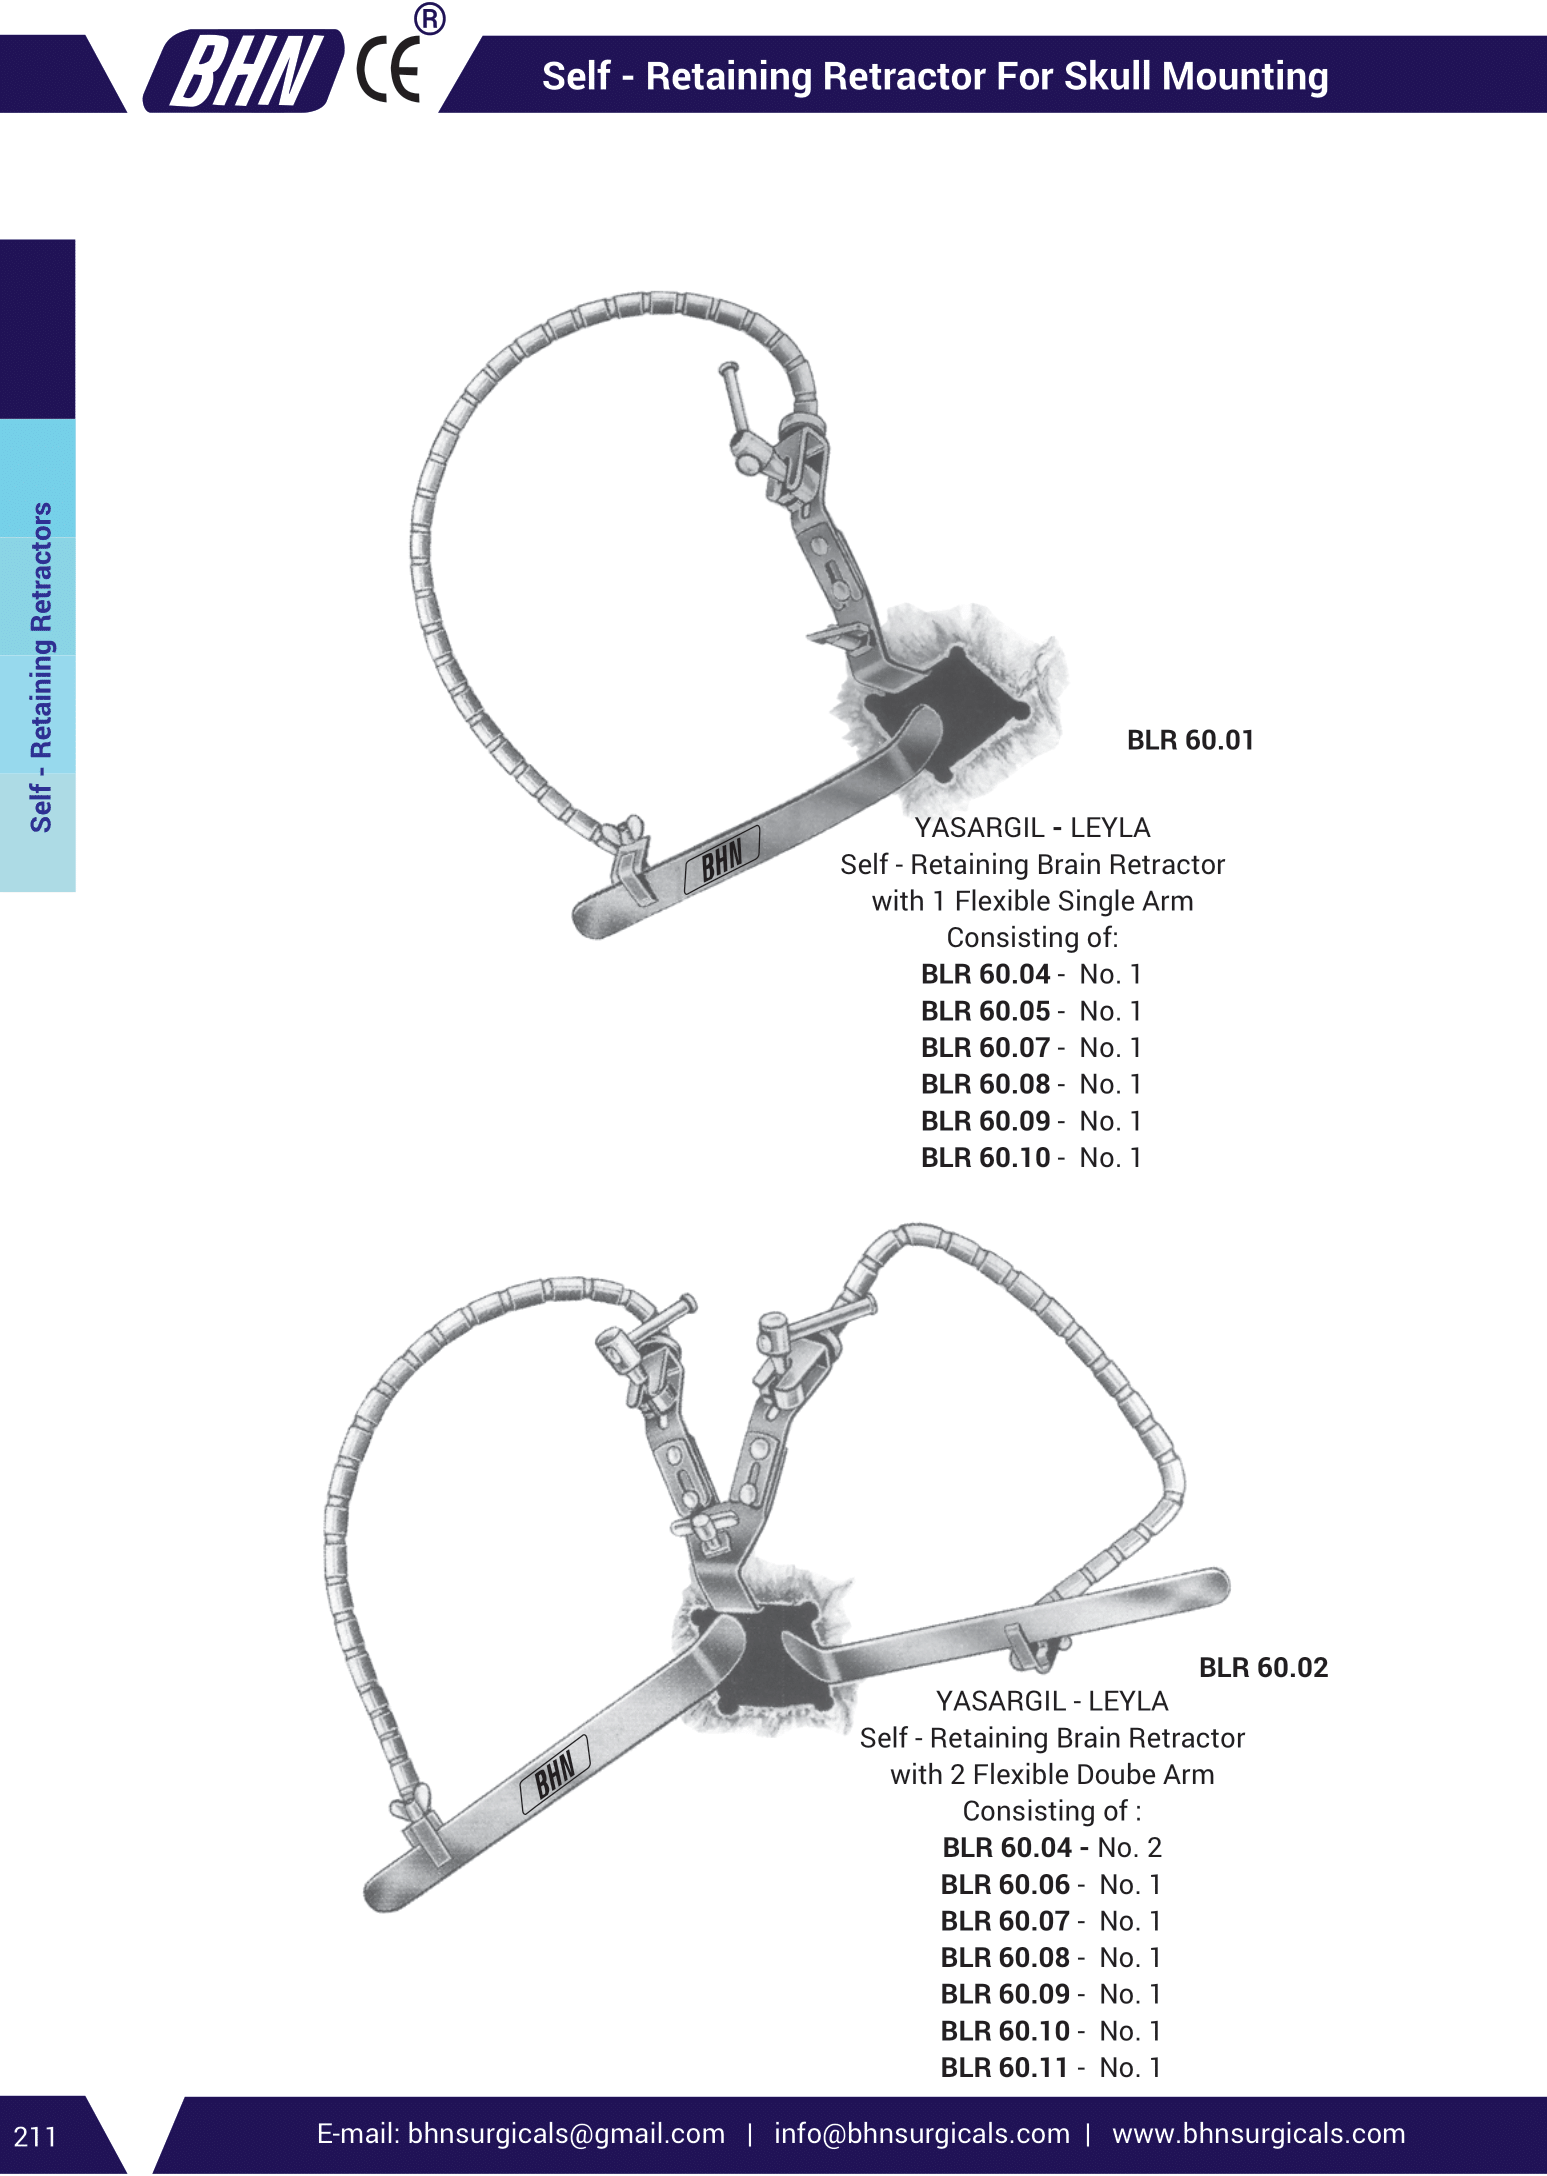 BHN CE ®
Self - Retaining Retractor For Skull Mounting
Self - Retaining Retractors
BLR 60.01
BHN
YASARGIL - LEYLA
Self - Retaining Brain Retractor
with 1 Flexible Single Arm
Consisting of:
BLR 60.04 - No. 1
BLR 60.05 - No. 1
BLR 60.07 - No. 1
BLR 60.08 - No. 1
BLR 60.09 - No. 1
BLR 60.10 - No. 1
BLR 60.02
YASARGIL - LEYLA
Self - Retaining Brain Retractor
with 2 Flexible Doube Arm
BHN
Consisting of :
BLR 60.04 - No. 2
BLR 60.06 - No. 1
BLR 60.07 - No. 1
BLR 60.08 - No. 1
BLR 60.09 - No. 1
BLR 60.10 - No. 1
BLR 60.11 - No. 1
211
E-mail: bhnsurgicals@gmail.com | info@bhnsurgicals.com | www.bhnsurgicals.com